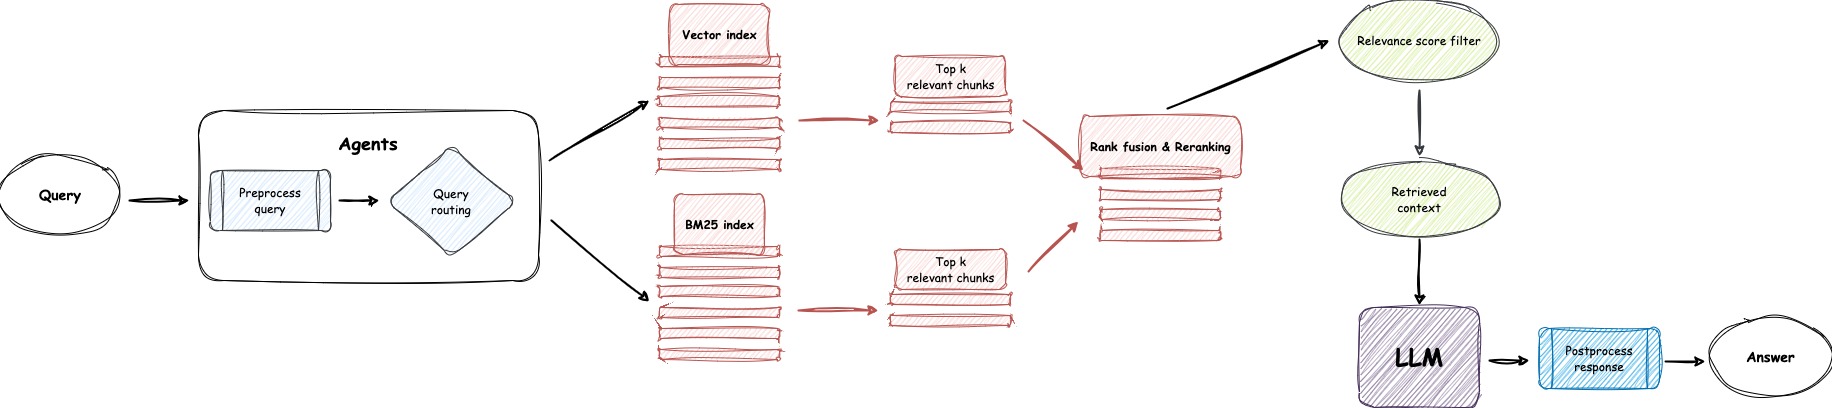 Query
Agents
Preprocess
query
Query
routing
Vector index
BM25 index
Top k
relevant chunks
Top k
relevant chunks
Rank fusion & Reranking
Relevance score filter
Retrieved
context
LLM
Postprocess
response
Answer